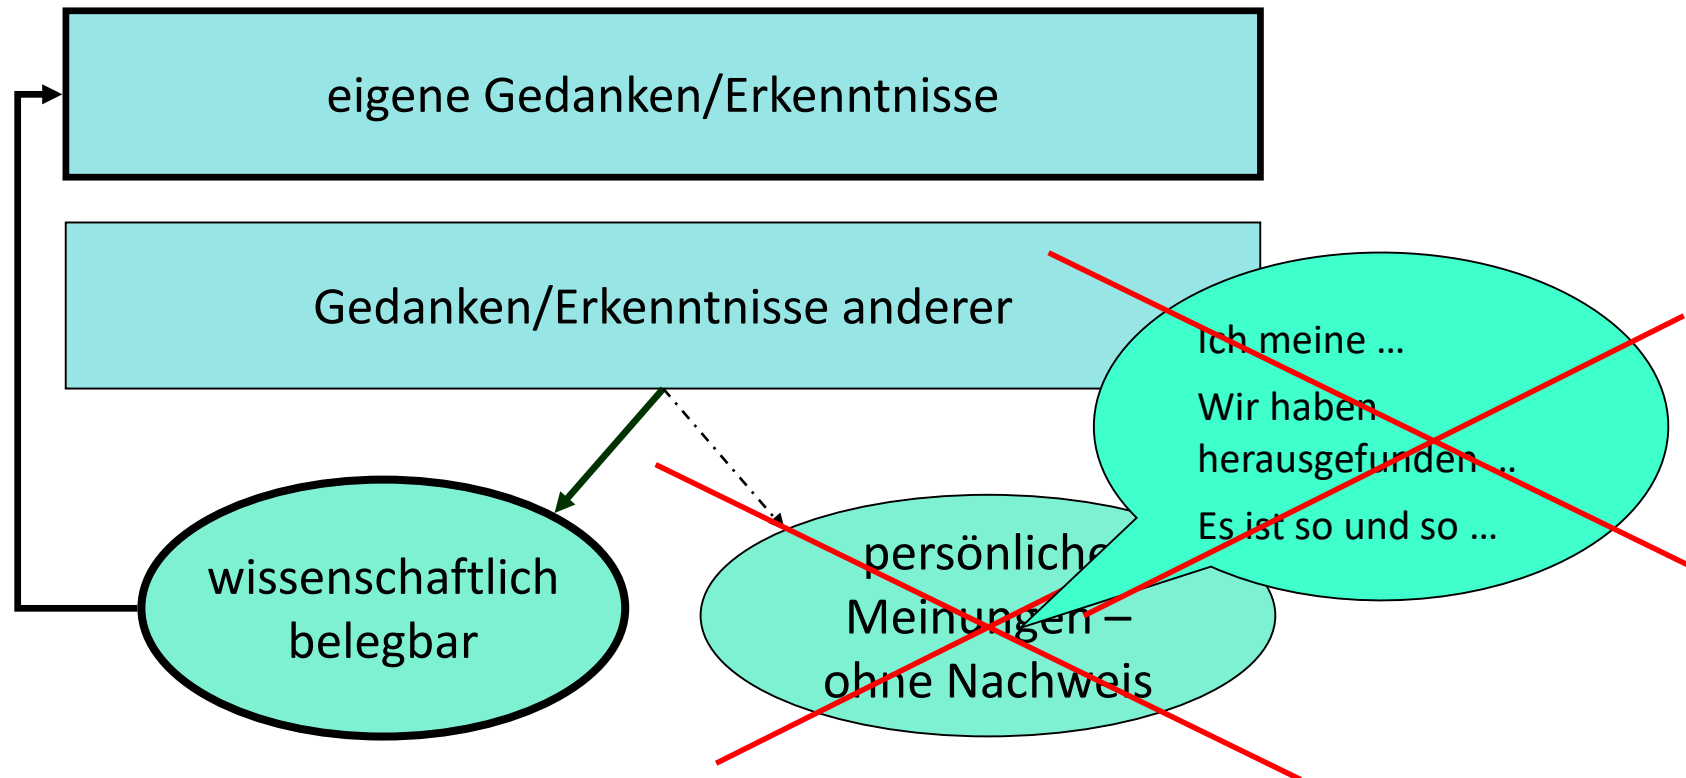 eigene Gedanken/Erkenntnisse
Gedanken/Erkenntnisse anderer
Ich meine …
Wir haben
herausgefunden …
Es ist so und so …
wissenschaftlich
belegbar
persönliche
Meinungen –
ohne Nachweis